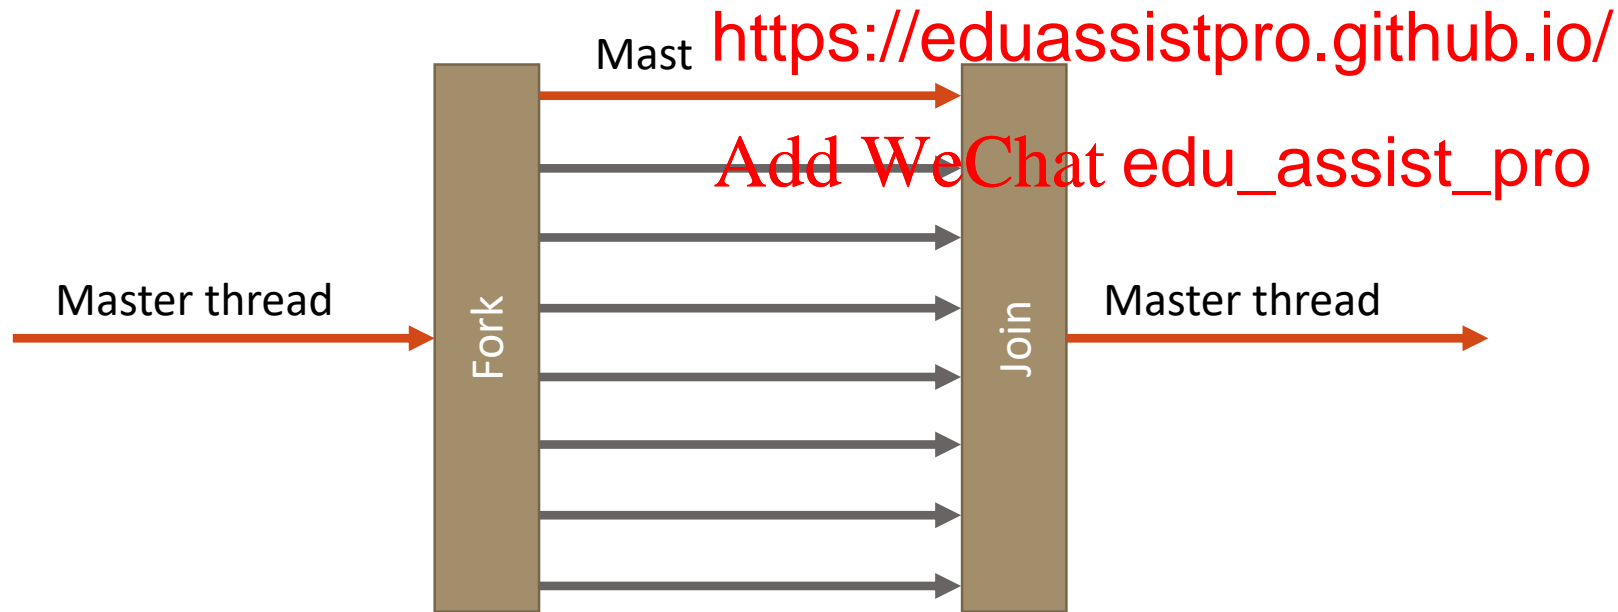 https://eduassistpro.github.io/
Mast
Add WeChat edu_assist_pro
Master thread
Fork
Join
Master thread